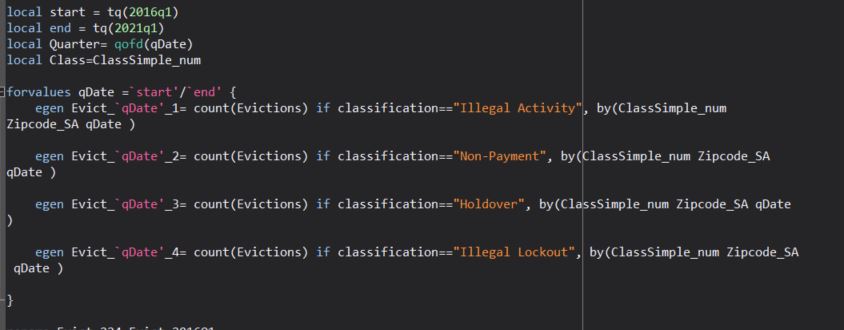 local start = tq(2016q1)
local end = tq(2021q1)
local Quarter= qofd(qDate)
local Class=ClassSimple_num
forvalues qDate =`start'/`end' {
egen Evict_`qDate'_1= count(Evictions) if classification=="Illegal Activity", by(ClassSimple_num
Zipcode_SA qDate )
egen Evict_`qDate'_2= count(Evictions) if classification=="Non-Payment", by(ClassSimple_num Zipcode_SA
qDate )
egen Evict_`qDate'_3= count(Evictions) if classification=="Holdover", by(ClassSimple_num Zipcode_SA qDate
)
egen Evict_`qDate'_4= count(Evictions) if classification=="Illegal Lockout", by(ClassSimple_num Zipcode_SA
qDate )
}